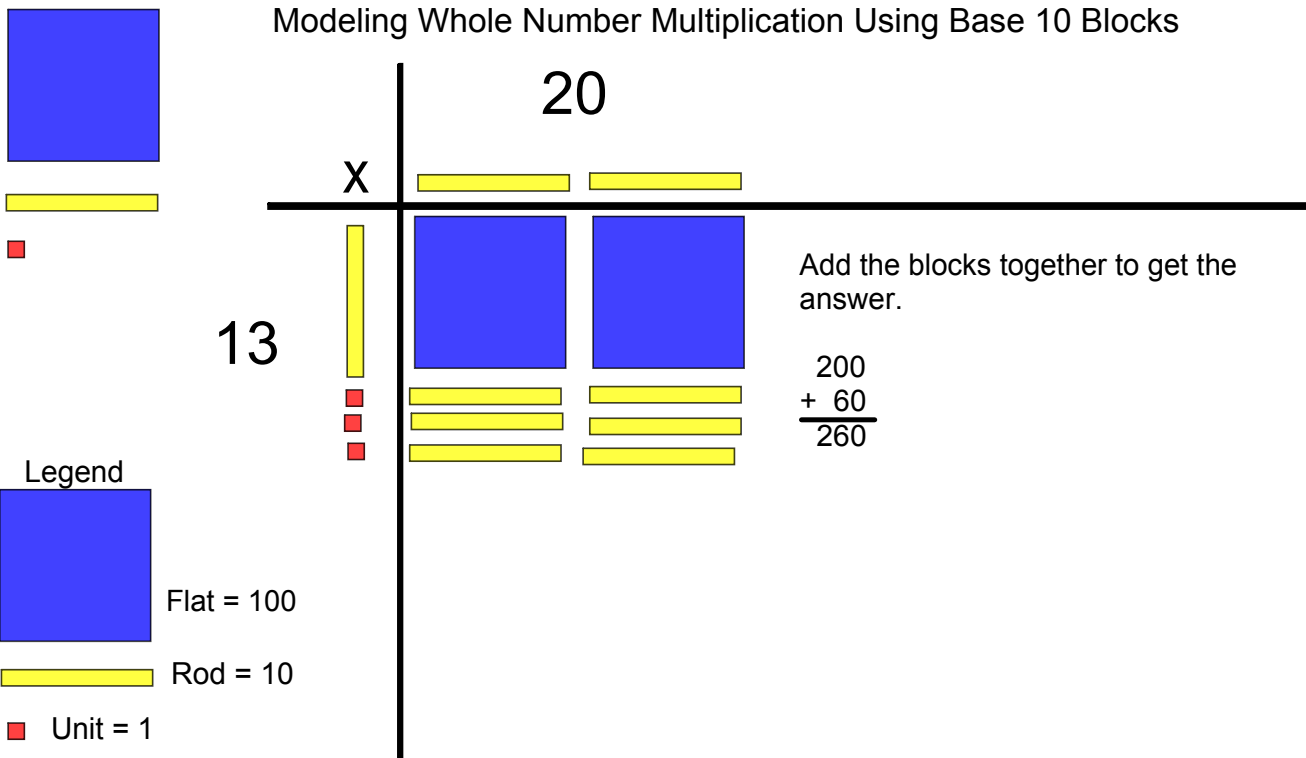 Modeling Whole Number Multiplication Using Base 10 Blocks
20
X
13
Add the blocks together to get the
answer.
200
+ 60
260
Legend
Flat = 100
Rod = 10
Unit = 1